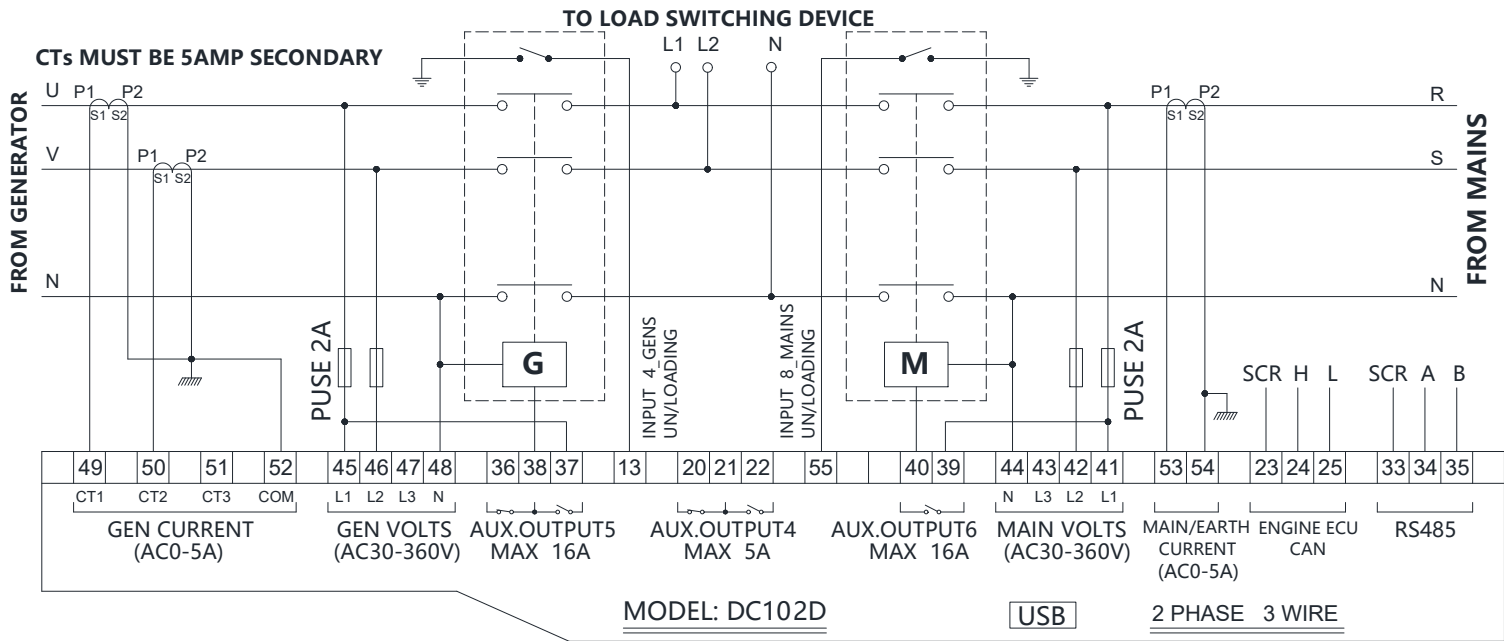 TO LOAD SWITCHING DEVICE
CTs MUST BE 5AMP SECONDARY
L1 L2 N
FROM GENERATOR
U P1 P2
S1 S2
V P1 P2
S1 S2
N
P1 P2 R
S1 S2
S
N
FROM MAINS
PUSE 2A
G
INPUT 4_GENS
UN/LOADING
INPUT 8_MAINS
UN/LOADING
M
PUSE 2A
SCR H L
SCR A B
49 50 51 52 45 46 47 48 36 38 37 13 20 21 22 55 40 39 44 43 42 41 53 54 23 24 25 33 34 35
CT1 CT2 CT3 COM L1 L2 L3 N N L3 L2 L1
GEN CURRENT
(AC0-5A)
GEN VOLTS
(AC30-360V)
AUX.OUTPUT5
MAX 16A
AUX.OUTPUT4
MAX 5A
AUX.OUTPUT6
MAX 16A
MAIN VOLTS
(AC30-360V)
MAIN/EARTH
CURRENT
(AC0-5A)
ENGINE ECU
CAN
RS485
MODEL: DC102D
USB
2 PHASE 3 WIRE